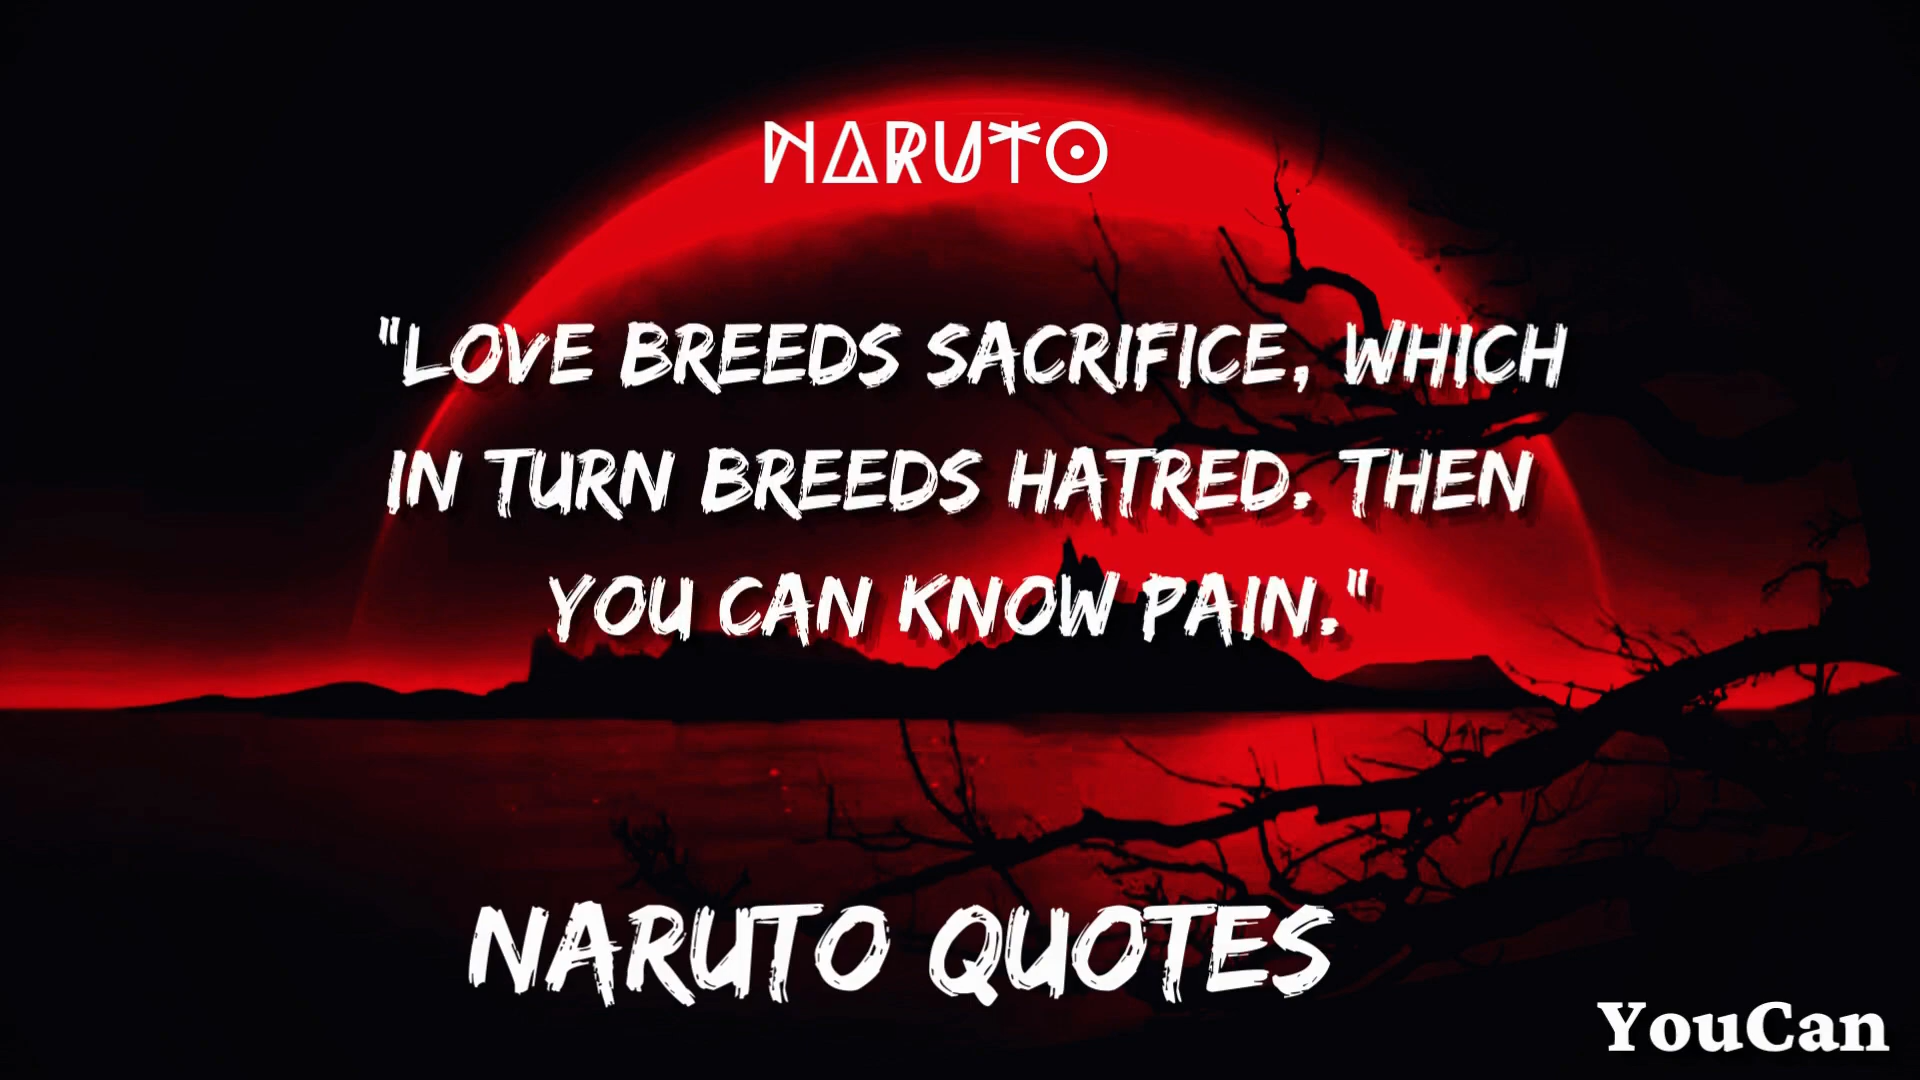 NARUTO
"LOVE BREEDS SACRIFICE, WHICH
IN TURN BREEDS HATRED. THEN
YOU CAN KNOW PAIN."
NARUTO QUOTES
YouCan